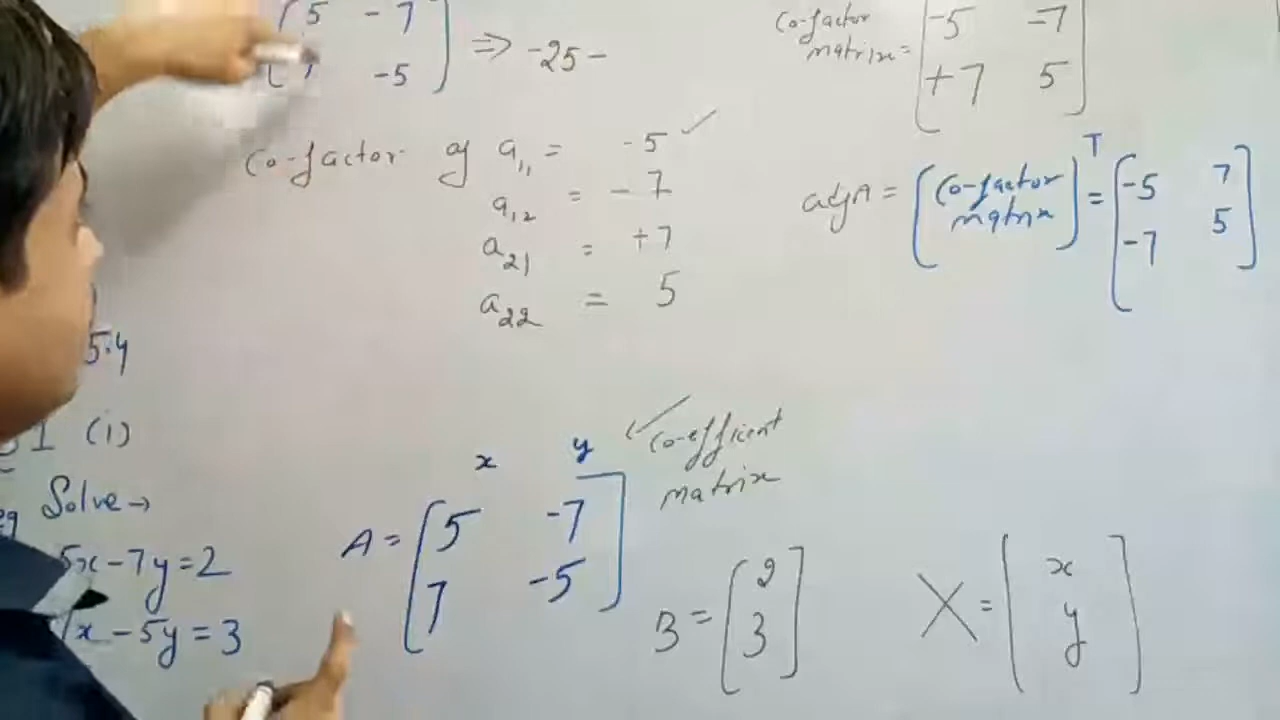 5 -7
7 -5
⇒ -25-
Co-factor of a₁₁ = -5 ✓
a₁₂ = -7
a₂₁ = +7
a₂₂ = 5
Co-factor
matrix =
-5 -7
+7 5
adjA = [Co-factor matrix]ᵀ =
-5 7
-7 5
5.4
1 (i)
Solve →
5x-7y=2
7x-5y=3
x y
A =
5 -7
7 -5
✓ Co-efficient
matrix
B =
2
3
X =
x
y